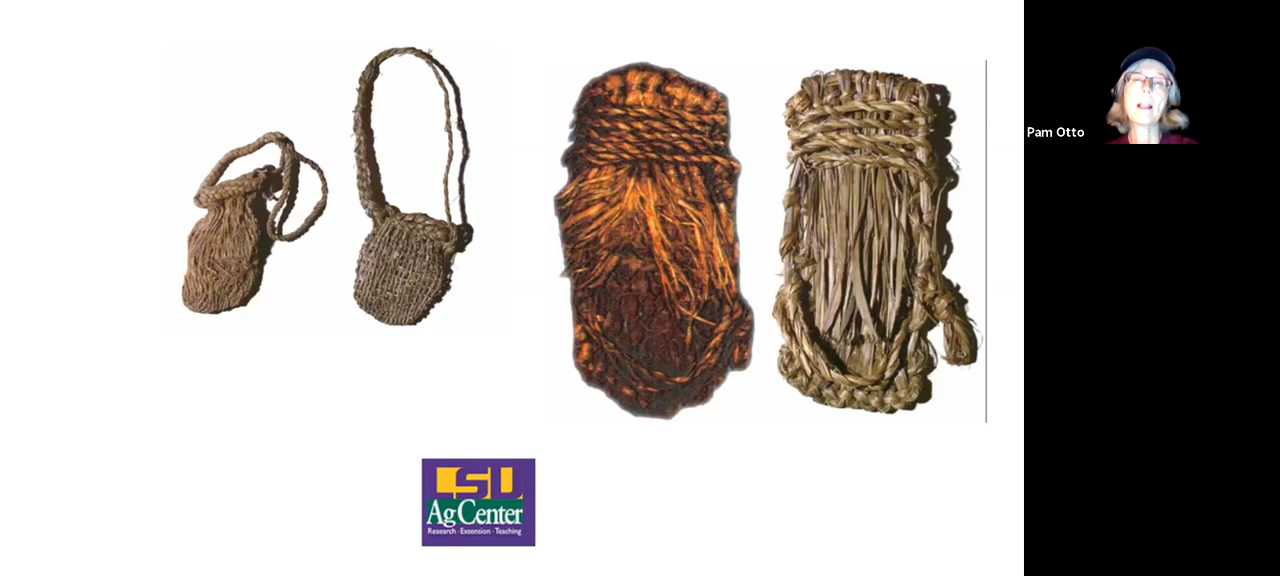 Pam Otto
LSU
AgCenter
Research · Extension · Teaching